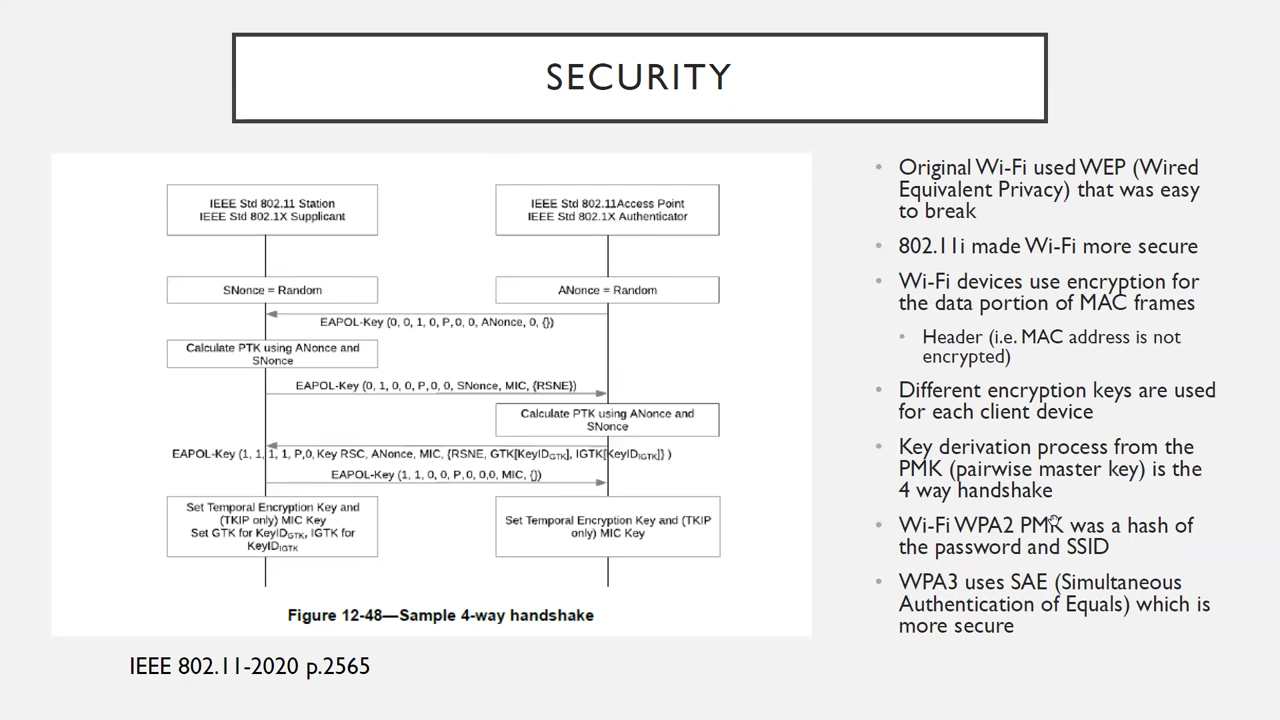 SECURITY
IEEE Std 802.11 Station
IEEE Std 802.1X Supplicant
IEEE Std 802.11Access Point
IEEE Std 802.1X Authenticator
SNonce = Random
ANonce = Random
EAPOL-Key (0, 0, 1, 0, P, 0, 0, ANonce, 0, {})
Calculate PTK using ANonce and
SNonce
EAPOL-Key (0, 1, 0, 0, P, 0, 0, SNonce, MIC, {RSNE})
Calculate PTK using ANonce and
SNonce
EAPOL-Key (1, 1, 1, 1, P,0, Key RSC, ANonce, MIC, {RSNE, GTK[KeyIDGTK], IGTK[KeyIDIGTK]} )
EAPOL-Key (1, 1, 0, 0, P, 0, 0,0, MIC, {})
Set Temporal Encryption Key and
(TKIP only) MIC Key
Set GTK for KeyIDGTK, IGTK for
KeyIDIGTK
Set Temporal Encryption Key and (TKIP
only) MIC Key
Figure 12-48—Sample 4-way handshake
IEEE 802.11-2020 p.2565
• Original Wi-Fi used WEP (Wired
Equivalent Privacy) that was easy
to break
• 802.11i made Wi-Fi more secure
• Wi-Fi devices use encryption for
the data portion of MAC frames
• Header (i.e. MAC address is not
encrypted)
• Different encryption keys are used
for each client device
• Key derivation process from the
PMK (pairwise master key) is the
4 way handshake
• Wi-Fi WPA2 PMK was a hash of
the password and SSID
• WPA3 uses SAE (Simultaneous
Authentication of Equals) which is
more secure